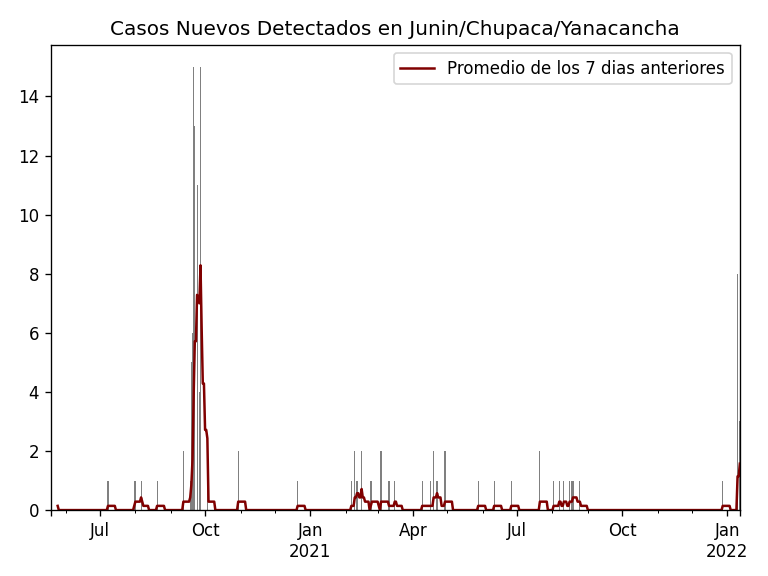 Casos Nuevos Detectados en Junin/Chupaca/Yanacancha
Promedio de los 7 dias anteriores
14
12
10
8
6
4
2
0
Jul
Oct
Jan
2021
Apr
Jul
Oct
Jan
2022